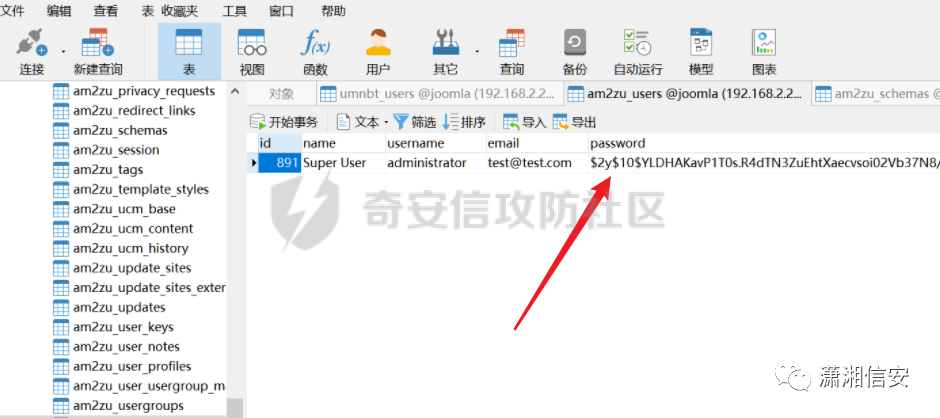 文件 编辑 查看 表 收藏夹 工具 窗口 帮助
连接 新建查询 表 视图 f(x) 函数 用户 其它 查询 备份 自动运行 模型 图表
对象 umnbt_users @joomla (192.168.2.2... am2zu_users @joomla (192.168.2.2... am2zu_schemas @
开始事务 文本 筛选 排序 导入 导出
id name username email password
891 Super User administrator test@test.com $2y$10$YLDHAKavP1T0s.R4dTN3ZuEhtXaecvsoi02Vb37N8/
am2zu_privacy_requests
am2zu_redirect_links
am2zu_schemas
am2zu_session
am2zu_tags
am2zu_template_styles
am2zu_ucm_base
am2zu_ucm_content
am2zu_ucm_history
am2zu_update_sites
am2zu_update_sites_exter
am2zu_updates
am2zu_user_keys
am2zu_user_notes
am2zu_user_profiles
am2zu_user_usergroup_m
am2zu_usergroups
奇安信攻防社区
潇湘信安